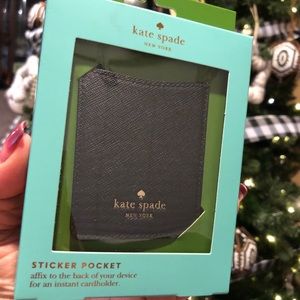 kate spade
NEW YORK
kate spade
NEW YORK
STICKER POCKET
affix to the back of your device
for an instant cardholder.